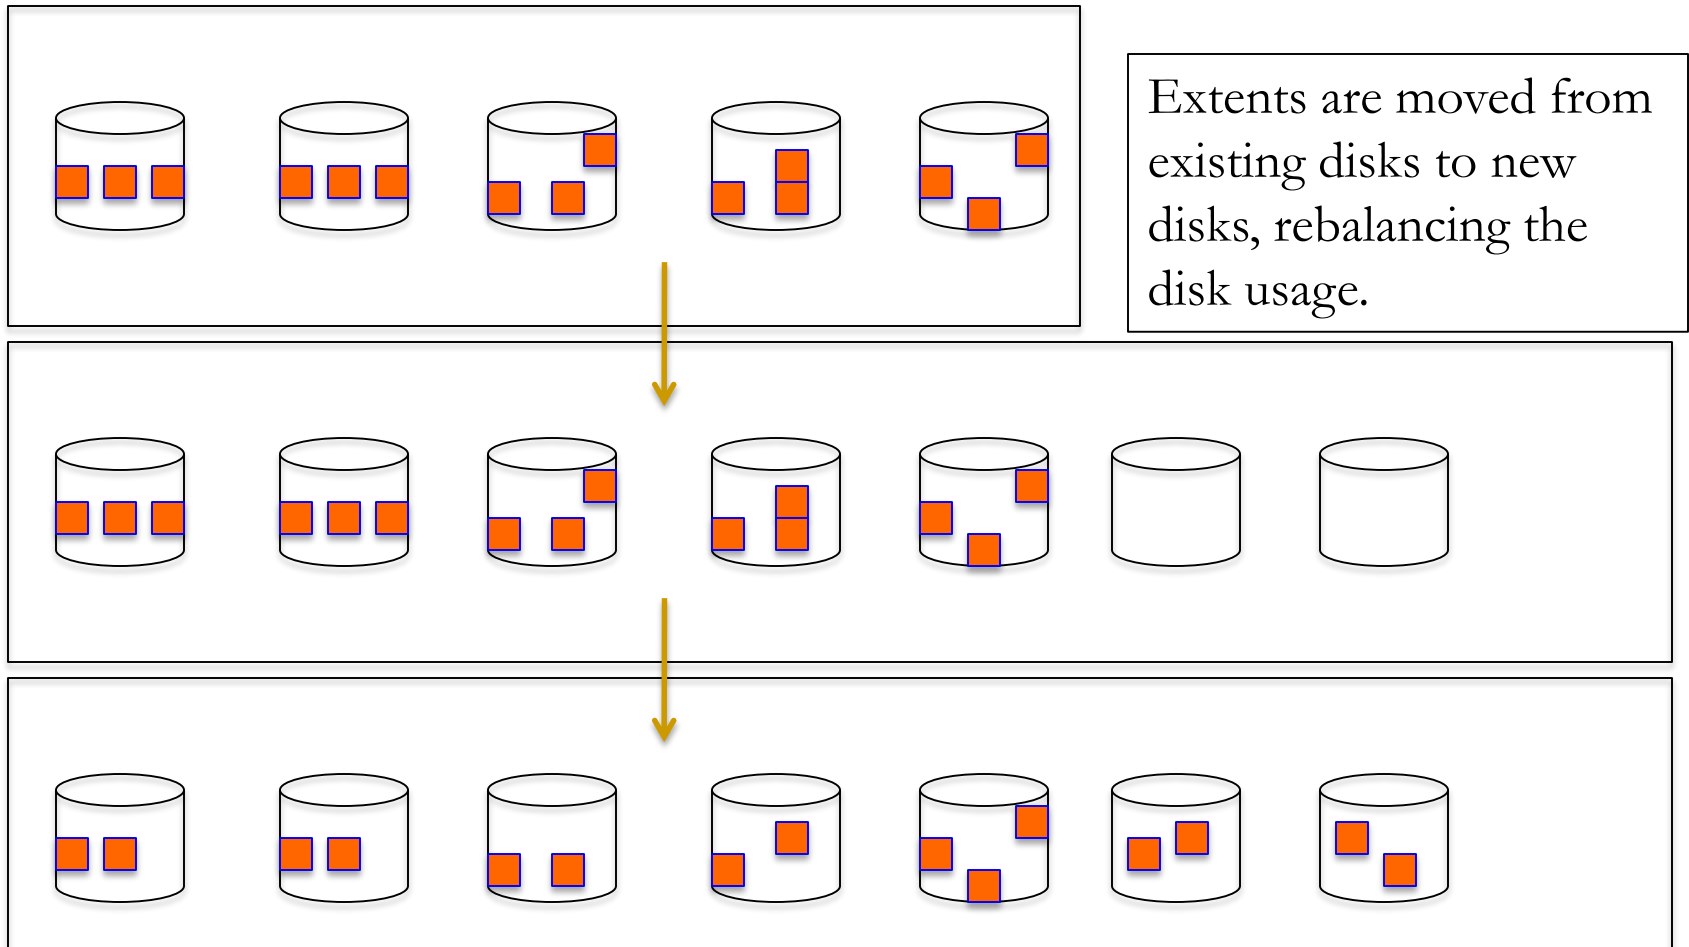 Extents are moved from
existing disks to new
disks, rebalancing the
disk usage.